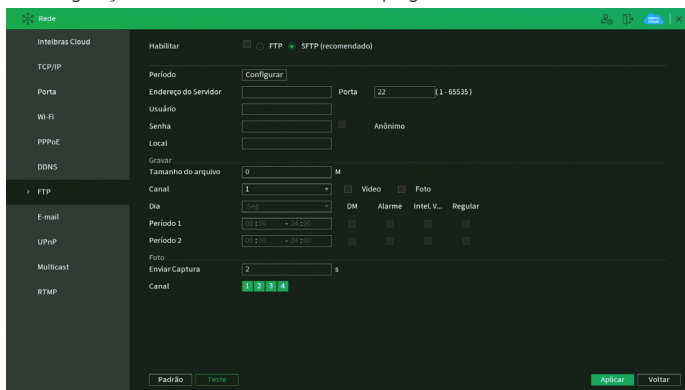 Rede
Intelbras Cloud
TCP/IP
Porta
Wi-Fi
PPPoE
DDNS
FTP
E-mail
UPnP
Multicast
RTMP
Habilitar FTP SFTP (recomendado)
Período Configurar
Endereço do Servidor Porta 22 (1 - 65535)
Usuário
Senha Anônimo
Local
Gravar
Tamanho do arquivo 0 M
Canal 1 Vídeo Foto
Dia Seg DM Alarme Intel. V... Regular
Período 1 00:00 - 24:00
Período 2 00:00 - 24:00
Foto
Enviar Captura 2 s
Canal 1 2 3 4
Padrão Teste Aplicar Voltar